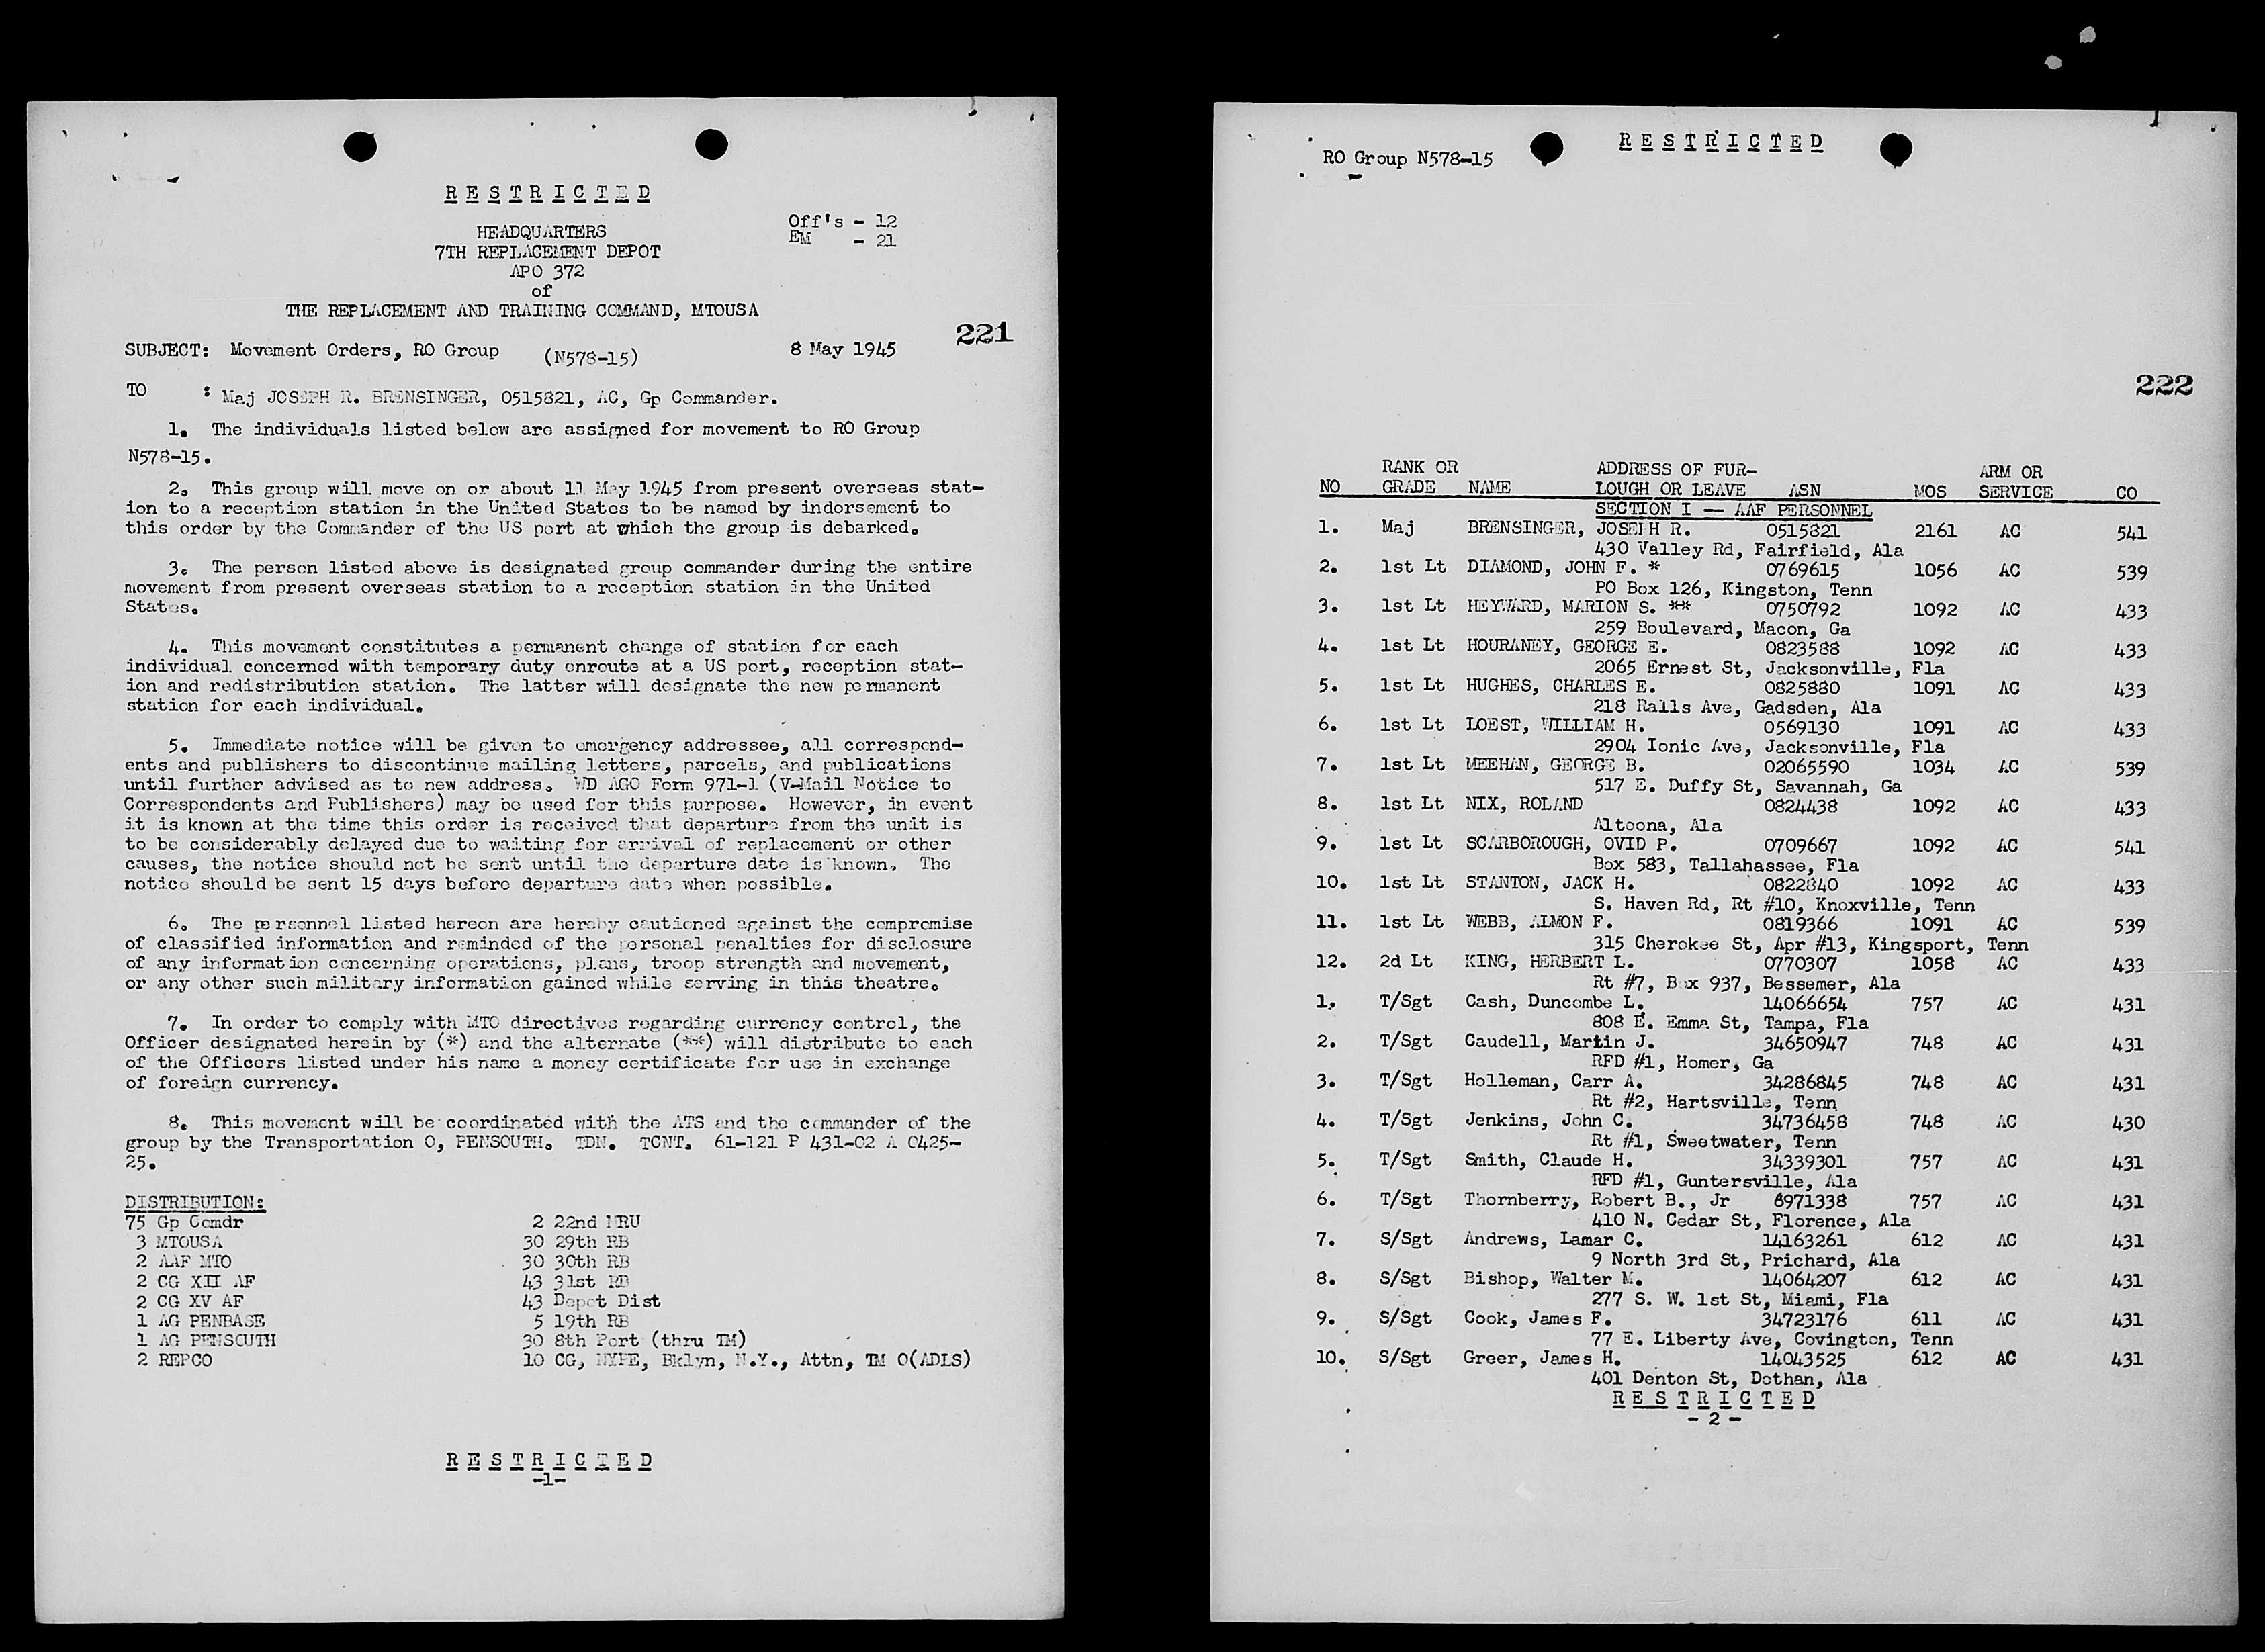 R E S T R I C T E D
Off's - 12
EM - 21
HEADQUARTERS
7TH REPLACEMENT DEPOT
APO 372
of
THE REPLACEMENT AND TRAINING COMMAND, MTOUSA
221
SUBJECT: Movement Orders, RO Group (N578-15) 8 May 1945
TO : Maj JOSEPH R. BRENSINGER, 0515821, AC, Gp Commander.
1. The individuals listed below are assigned for movement to RO Group
N578-15.
2. This group will move on or about 11 May 1945 from present overseas stat-
ion to a reception station in the United States to be named by indorsement to
this order by the Commander of the US port at which the group is debarked.
3. The person listed above is designated group commander during the entire
movement from present overseas station to a reception station in the United
States.
4. This movement constitutes a permanent change of station for each
individual concerned with temporary duty enroute at a US port, reception stat-
ion and redistribution station. The latter will designate the new permanent
station for each individual.
5. Immediate notice will be given to emergency addressee, all correspond-
ents and publishers to discontinue mailing letters, parcels, and publications
until further advised as to new address. WD AGO Form 971-1 (V-Mail Notice to
Correspondents and Publishers) may be used for this purpose. However, in event
it is known at the time this order is received that departure from the unit is
to be considerably delayed due to waiting for arrival of replacement or other
causes, the notice should not be sent until the departure date is known. The
notice should be sent 15 days before departure date when possible.
6. The personnel listed hereon are hereby cautioned against the compromise
of classified information and reminded of the personal penalties for disclosure
of any information concerning operations, plans, troop strength and movement,
or any other such military information gained while serving in this theatre.
7. In order to comply with MTO directives regarding currency control, the
Officer designated herein by (*) and the alternate (**) will distribute to each
of the Officers listed under his name a money certificate for use in exchange
of foreign currency.
8. This movement will be coordinated with the ATS and the commander of the
group by the Transportation O, PENSOUTH. TDN. TCNT. 61-121 P 431-02 A 0425-
25.
DISTRIBUTION:
75 Gp Comdr 2 22nd MRU
3 MTOUSA 30 29th RB
2 AAF MTO 30 30th RB
2 CG XII AF 43 31st RB
2 CG XV AF 43 Depot Dist
1 AG PENBASE 5 19th RB
1 AG PENSOUTH 30 8th Port (thru TM)
2 REPCO 10 CG, NYPE, Bklyn, N.Y., Attn, TM O(ADLS)
R E S T R I C T E D
-1-
RO Group N578-15
R E S T R I C T E D
222
RANK OR ADDRESS OF FUR- ARM OR
NO GRADE NAME LOUGH OR LEAVE ASN MOS SERVICE CO
SECTION I -- AAF PERSONNEL
1. Maj BRENSINGER, JOSEPH R. 0515821 2161 AC 541
430 Valley Rd, Fairfield, Ala
2. 1st Lt DIAMOND, JOHN F. * 0769615 1056 AC 539
PO Box 126, Kingston, Tenn
3. 1st Lt HEYWARD, MARION S. ** 0750792 1092 AC 433
259 Boulevard, Macon, Ga
4. 1st Lt HOURANEY, GEORGE E. 0823588 1092 AC 433
2065 Ernest St, Jacksonville, Fla
5. 1st Lt HUGHES, CHARLES E. 0825880 1091 AC 433
218 Ralls Ave, Gadsden, Ala
6. 1st Lt LOEST, WILLIAM H. 0569130 1091 AC 433
2904 Ionic Ave, Jacksonville, Fla
7. 1st Lt MEEHAN, GEORGE B. 02065590 1034 AC 539
517 E. Duffy St, Savannah, Ga
8. 1st Lt NIX, ROLAND 0824438 1092 AC 433
Altoona, Ala
9. 1st Lt SCARBOROUGH, OVID P. 0709667 1092 AC 541
Box 583, Tallahassee, Fla
10. 1st Lt STANTON, JACK H. 0822840 1092 AC 433
S. Haven Rd, Rt #10, Knoxville, Tenn
11. 1st Lt WEBB, ALMON F. 0819366 1091 AC 539
315 Cherokee St, Apr #13, Kingsport, Tenn
12. 2d Lt KING, HERBERT L. 0770307 1058 AC 433
Rt #7, Box 937, Bessemer, Ala
1. T/Sgt Cash, Duncombe L. 14066654 757 AC 431
808 E. Emma St, Tampa, Fla
2. T/Sgt Caudell, Martin J. 34650947 748 AC 431
RFD #1, Homer, Ga
3. T/Sgt Holleman, Carr A. 34286845 748 AC 431
Rt #2, Hartsville, Tenn
4. T/Sgt Jenkins, John C. 34736458 748 AC 430
Rt #1, Sweetwater, Tenn
5. T/Sgt Smith, Claude H. 34339301 757 AC 431
RFD #1, Guntersville, Ala
6. T/Sgt Thornberry, Robert B., Jr 6971338 757 AC 431
410 N. Cedar St, Florence, Ala
7. S/Sgt Andrews, Lamar C. 14163261 612 AC 431
9 North 3rd St, Prichard, Ala
8. S/Sgt Bishop, Walter M. 14064207 612 AC 431
277 S. W. 1st St, Miami, Fla
9. S/Sgt Cook, James F. 34723176 611 AC 431
77 E. Liberty Ave, Covington, Tenn
10. S/Sgt Greer, James H. 14043525 612 AC 431
401 Denton St, Dothan, Ala
R E S T R I C T E D
- 2 -